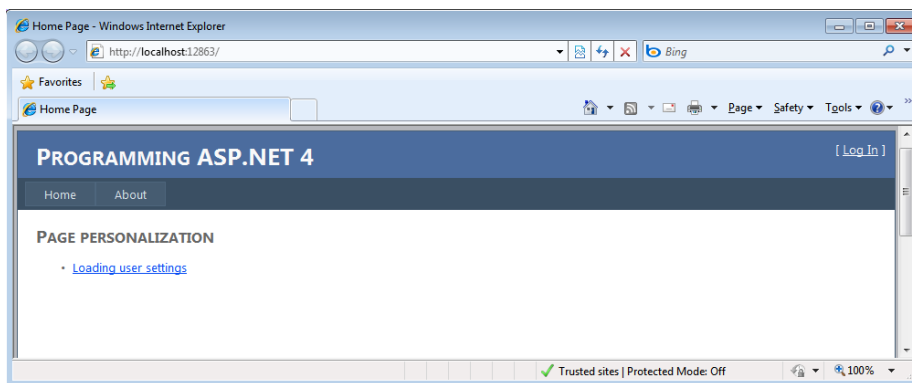 Home Page - Windows Internet Explorer
http://localhost:12863/
Bing
Favorites
Home Page
Page Safety Tools
PROGRAMMING ASP.NET 4
[ Log In ]
Home About
PAGE PERSONALIZATION
• Loading user settings
Trusted sites | Protected Mode: Off
100%